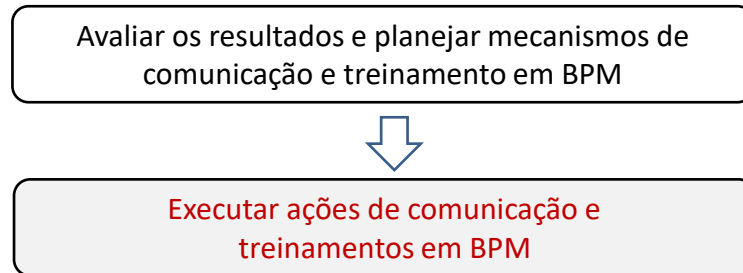 Avaliar os resultados e planejar mecanismos de
comunicação e treinamento em BPM
Executar ações de comunicação e
treinamentos em BPM